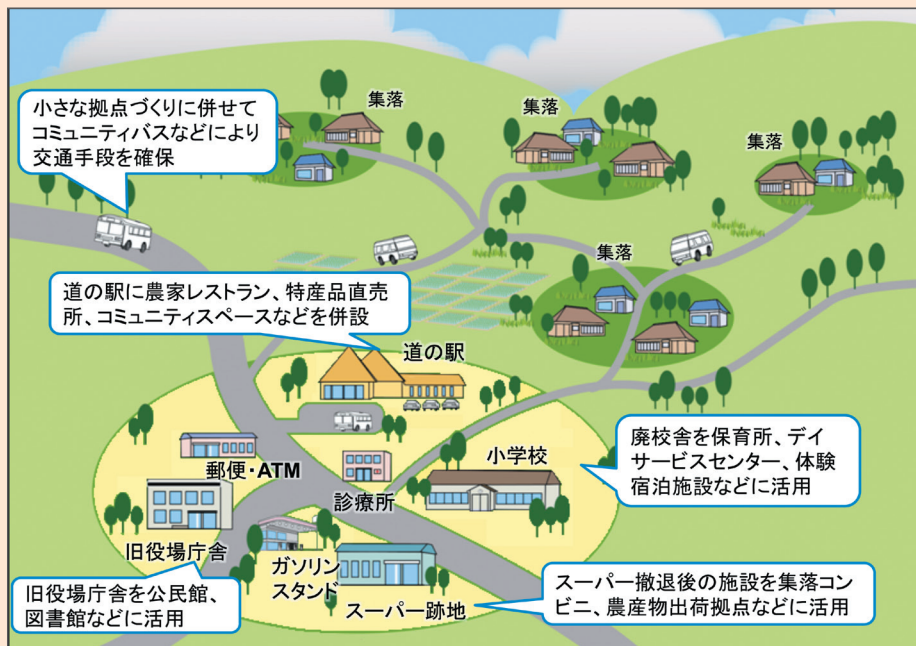 小さな拠点づくりに併せて
コミュニティバスなどにより
交通手段を確保
集落
集落
集落
集落
道の駅に農家レストラン、特産品直売
所、コミュニティスペースなどを併設
道の駅
郵便・ATM
診療所
小学校
廃校舎を保育所、デイ
サービスセンター、体験
宿泊施設などに活用
旧役場庁舎
ガソリン
スタンド
スーパー跡地
旧役場庁舎を公民館、
図書館などに活用
スーパー撤退後の施設を集落コン
ビニ、農産物出荷拠点などに活用